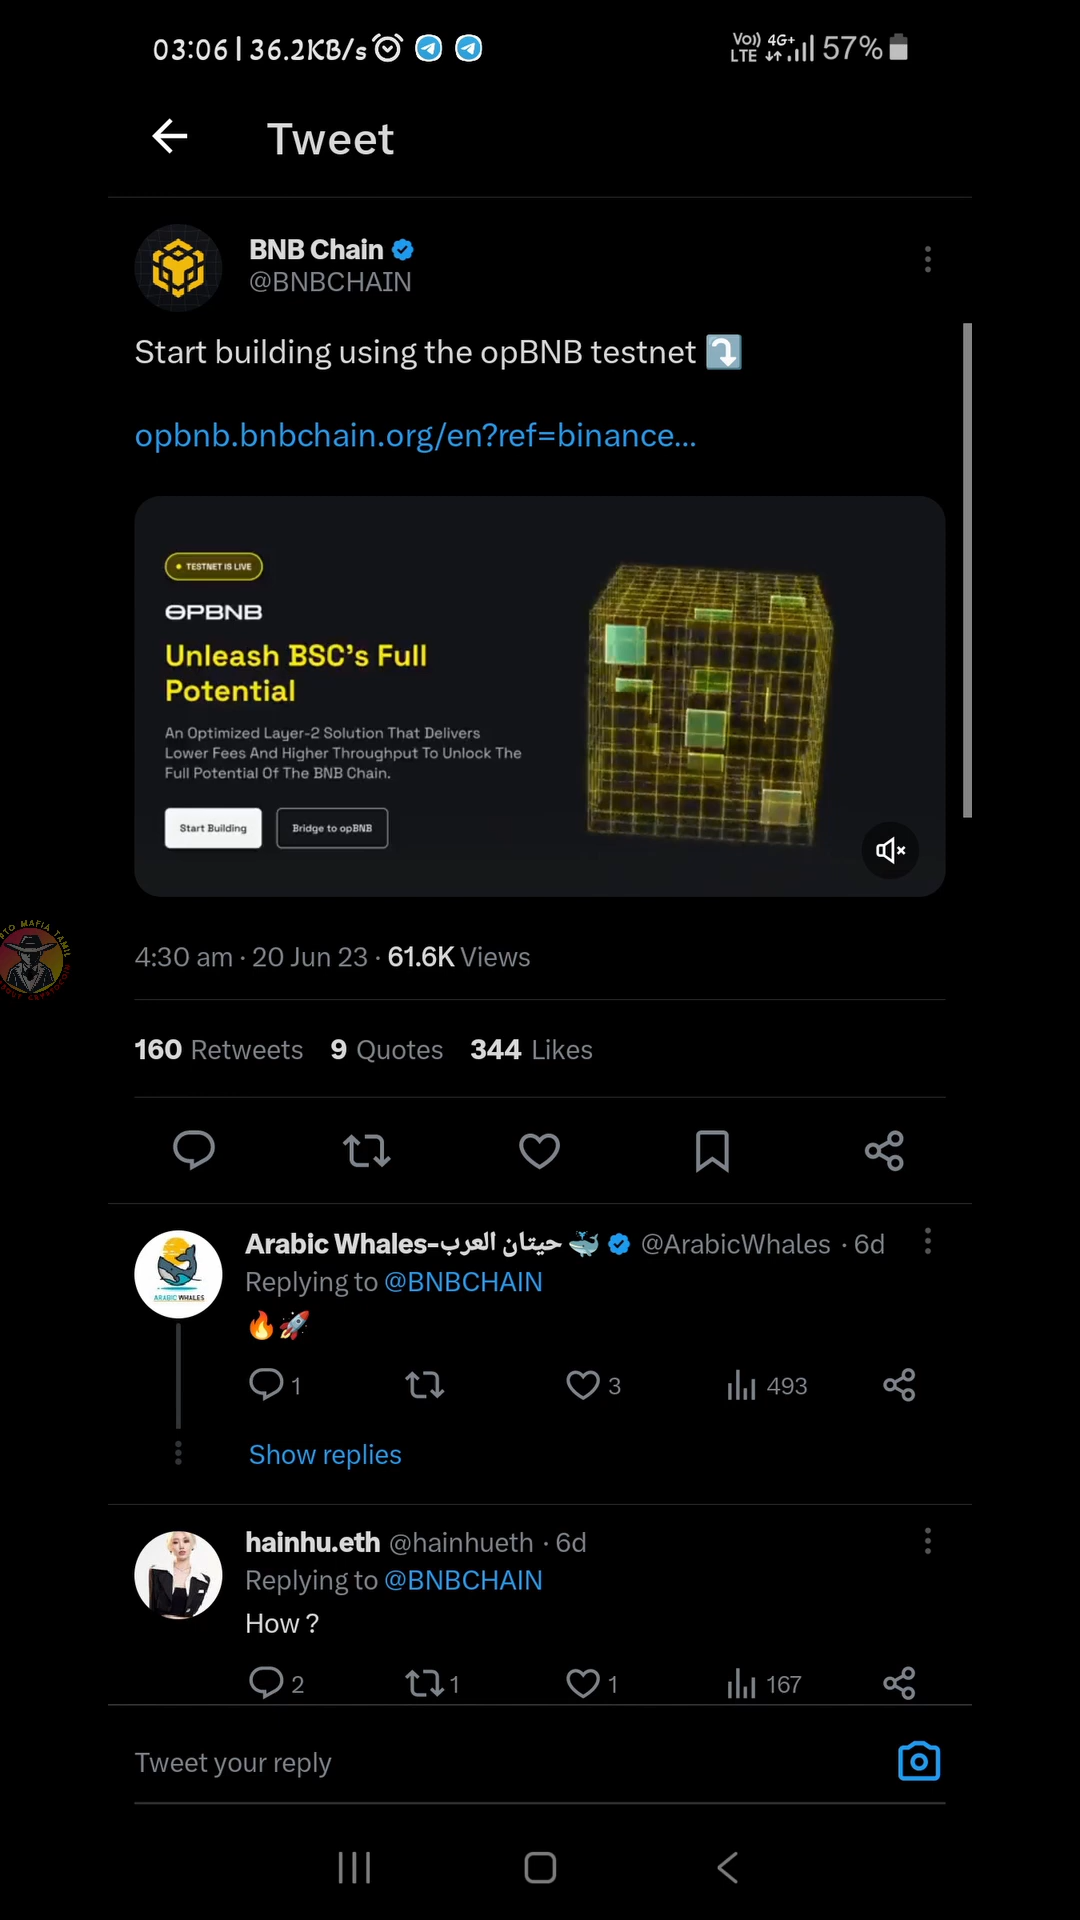 03:06 | 36.2KB/s
Vo)) LTE 4G+ 57%
Tweet
BNB Chain
@BNBCHAIN
Start building using the opBNB testnet ⤵️
opbnb.bnbchain.org/en?ref=binance...
TESTNET IS LIVE
OPBNB
Unleash BSC's Full
Potential
An Optimized Layer-2 Solution That Delivers
Lower Fees And Higher Throughput To Unlock The
Full Potential Of The BNB Chain.
Start Building
Bridge to opBNB
PTO MAFIA TAMIL
4:30 am · 20 Jun 23 · 61.6K Views
160 Retweets 9 Quotes 344 Likes
Arabic Whales-حيتان العرب 🐳 @ArabicWhales · 6d
ARABIC WHALES
Replying to @BNBCHAIN
🔥🚀
1 3 493
Show replies
hainhu.eth @hainhueth · 6d
Replying to @BNBCHAIN
How ?
2 1 1 167
Tweet your reply